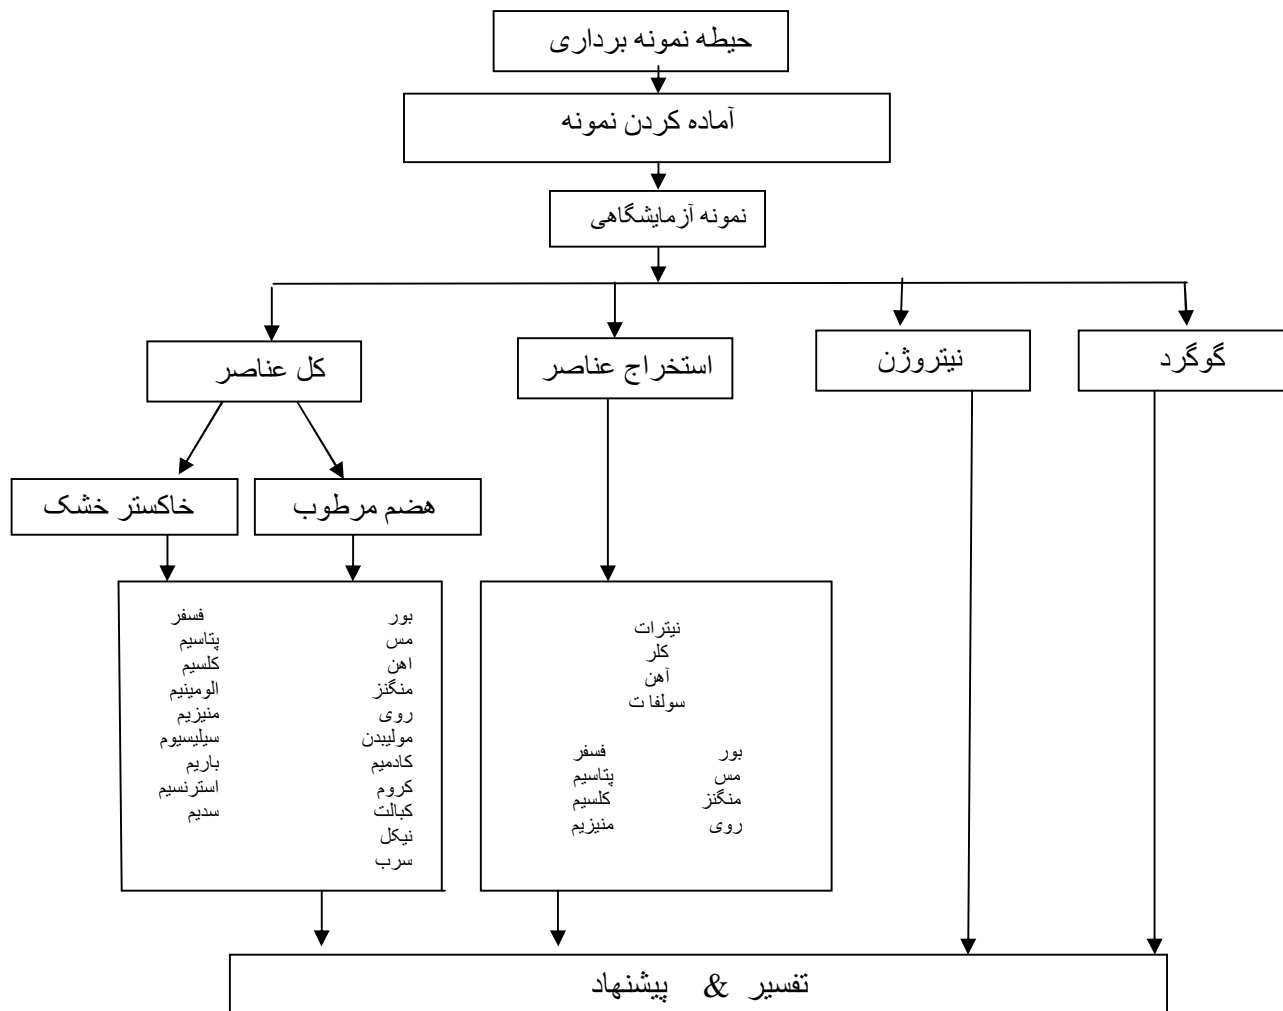 حیطه نمونه برداری
آماده کردن نمونه
نمونه آزمایشگاهی
گوگرد
نیتروژن
استخراج عناصر
کل عناصر
هضم مرطوب
خاکستر خشک
نیترات
کلر
آهن
سولفا ت
بور فسفر
مس پتاسیم
منگنز کلسیم
روی منیزیم
بور فسفر
مس پتاسیم
اهن کلسیم
منگنز الومینیم
روی منیزیم
مولیبدن سیلیسیوم
کادمیم باریم
کروم استرنسیم
کبالت سدیم
نیکل
سرب
تفسیر & پیشنهاد